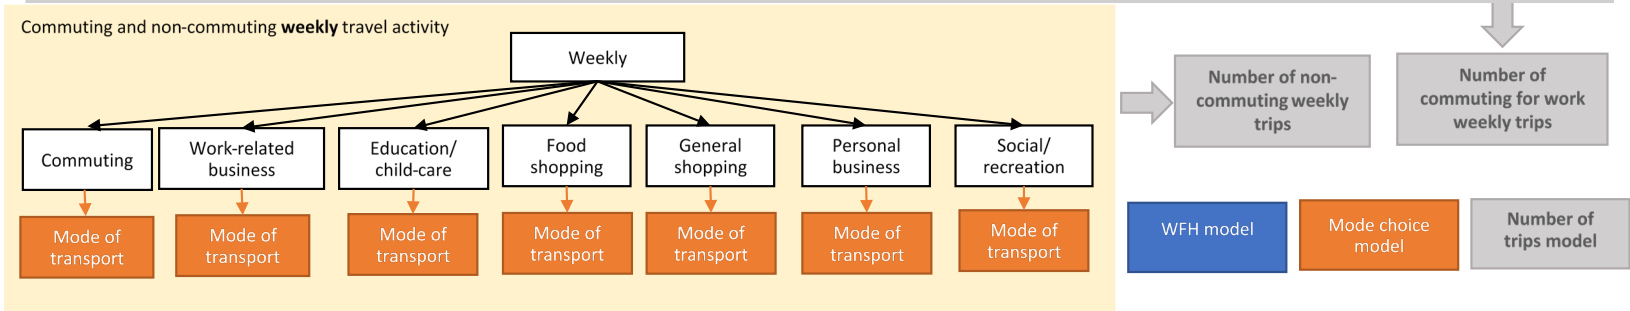 Commuting and non-commuting weekly travel activity
Weekly
Commuting
Work-related
business
Education/
child-care
Food
shopping
General
shopping
Personal
business
Social/
recreation
Mode of
transport
Mode of
transport
Mode of
transport
Mode of
transport
Mode of
transport
Mode of
transport
Mode of
transport
Number of non-
commuting weekly
trips
Number of
commuting for work
weekly trips
WFH model
Mode choice
model
Number of
trips model